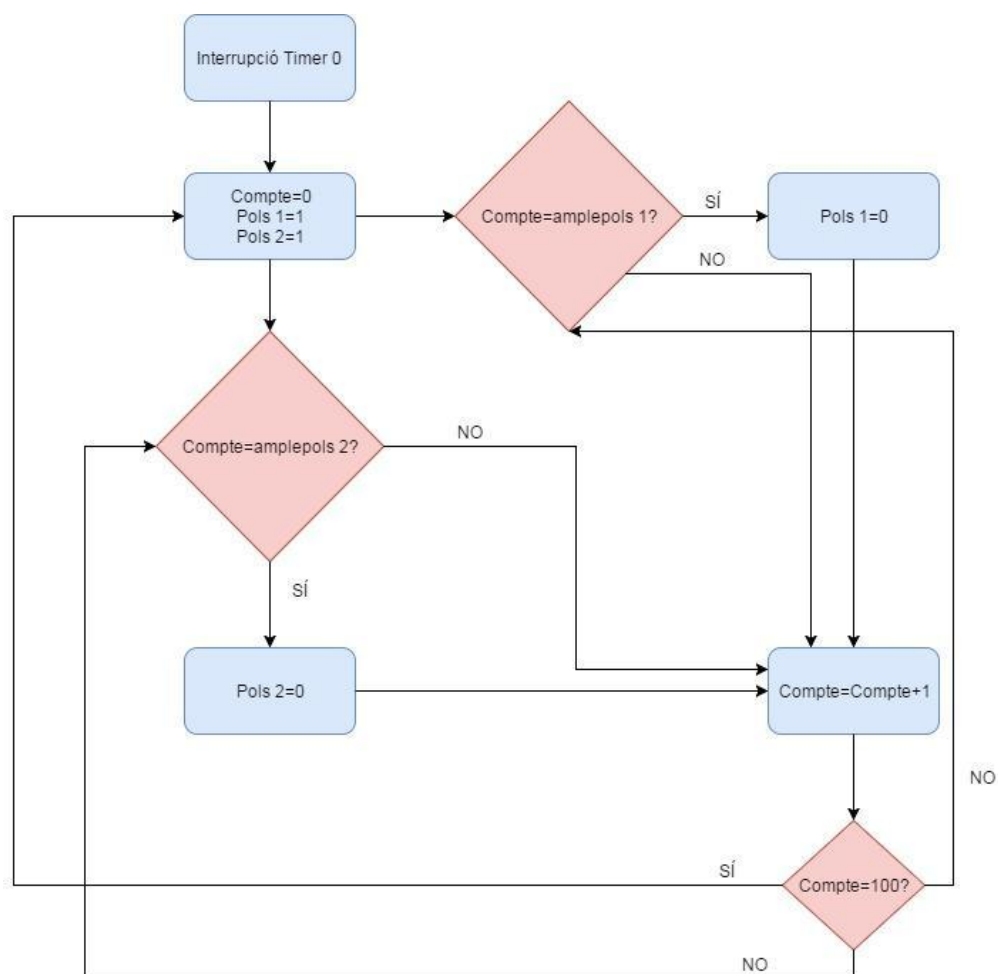 Interrupció Timer 0
Compte=0
Pols 1=1
Pols 2=1
Compte=amplepols 1?
SÍ
Pols 1=0
NO
Compte=amplepols 2?
NO
SÍ
Pols 2=0
Compte=Compte+1
NO
SÍ
Compte=100?
NO